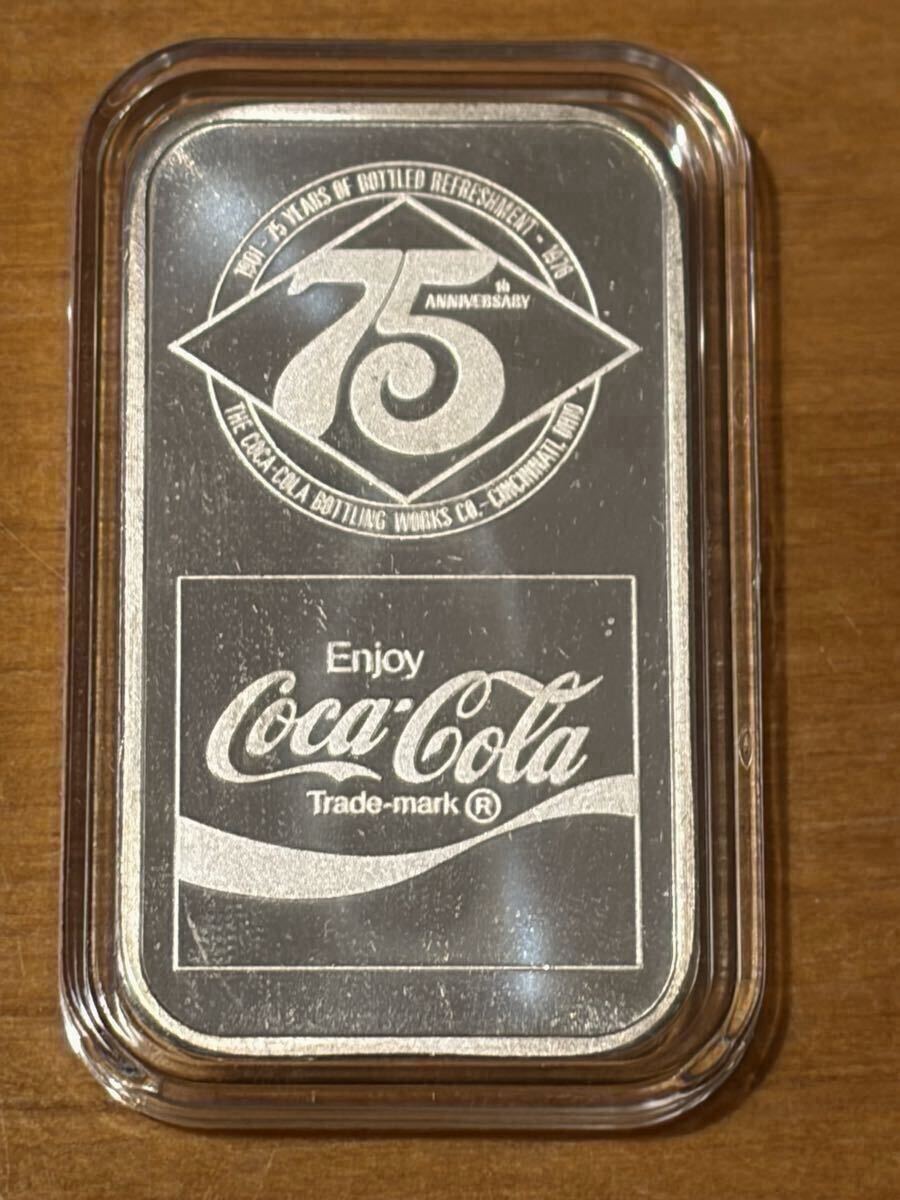 1901 - 75 YEARS OF BOTTLED REFRESHMENT - 1976
75
th
ANNIVERSARY
THE COCA-COLA BOTTLING WORKS CO. - CINCINNATI, OHIO
Enjoy
Coca-Cola
Trade-mark ®